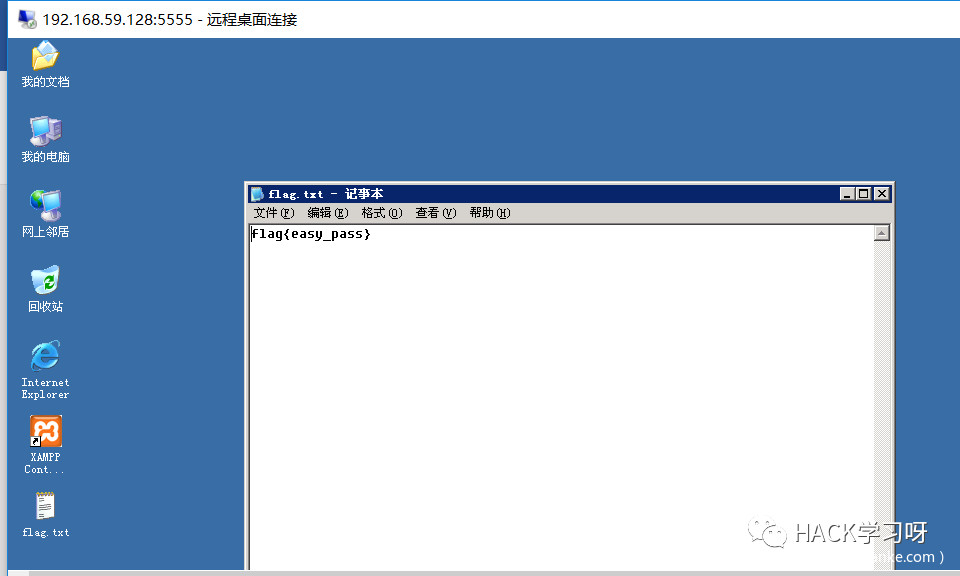 192.168.59.128:5555 - 远程桌面连接
我的文档
我的电脑
网上邻居
回收站
Internet
Explorer
XAMPP
Cont...
flag.txt
flag.txt - 记事本
文件(F) 编辑(E) 格式(O) 查看(V) 帮助(H)
flag{easy_pass}
HACK学习呀
nke.com )